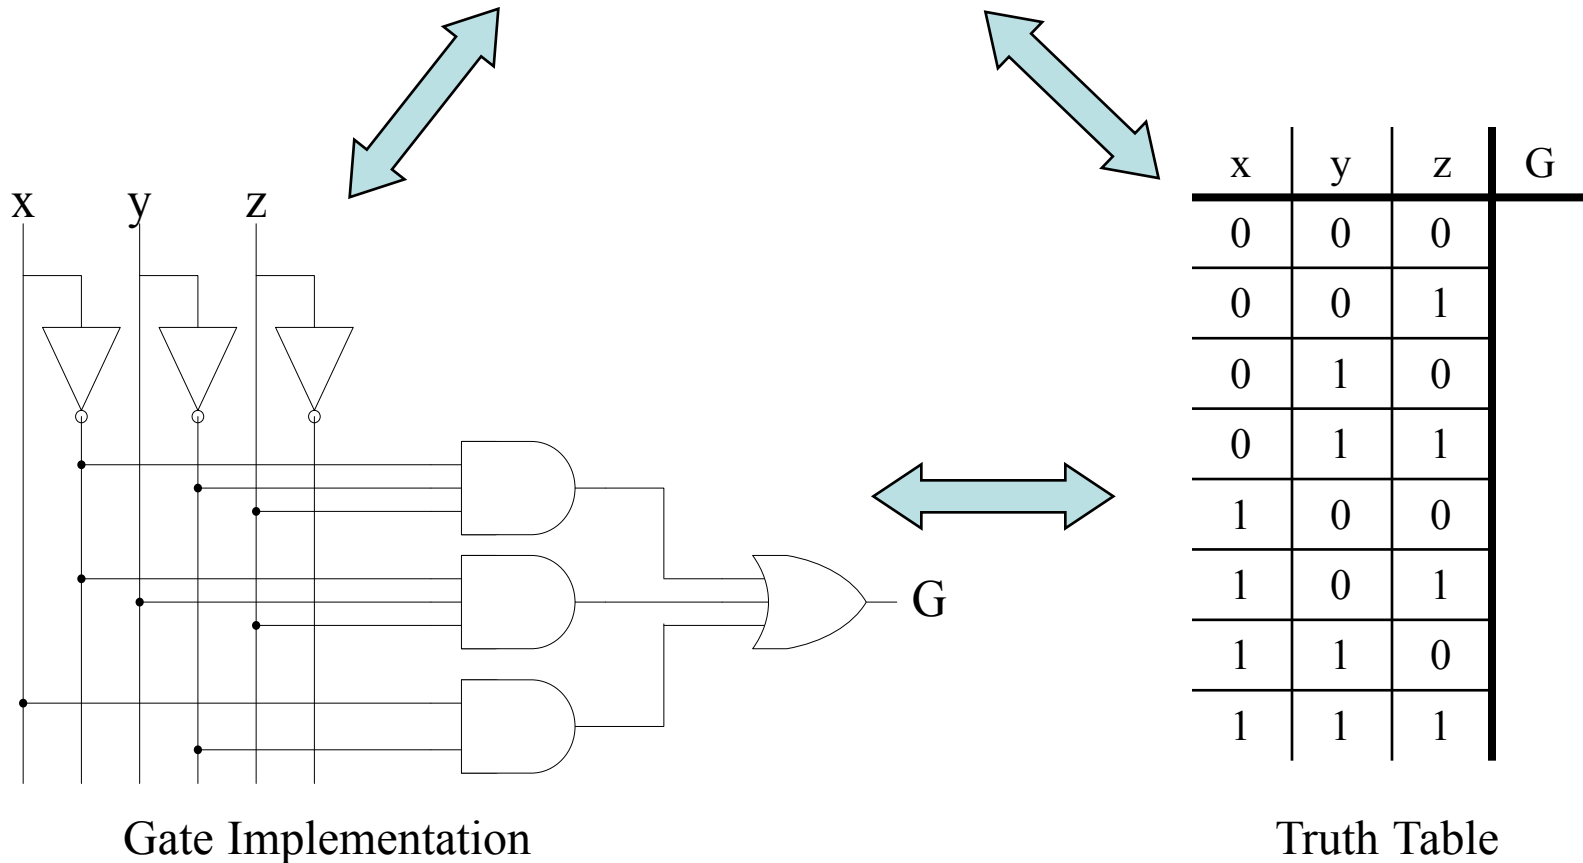 x y z
G
Gate Implementation
x y z G
0 0 0
0 0 1
0 1 0
0 1 1
1 0 0
1 0 1
1 1 0
1 1 1
Truth Table